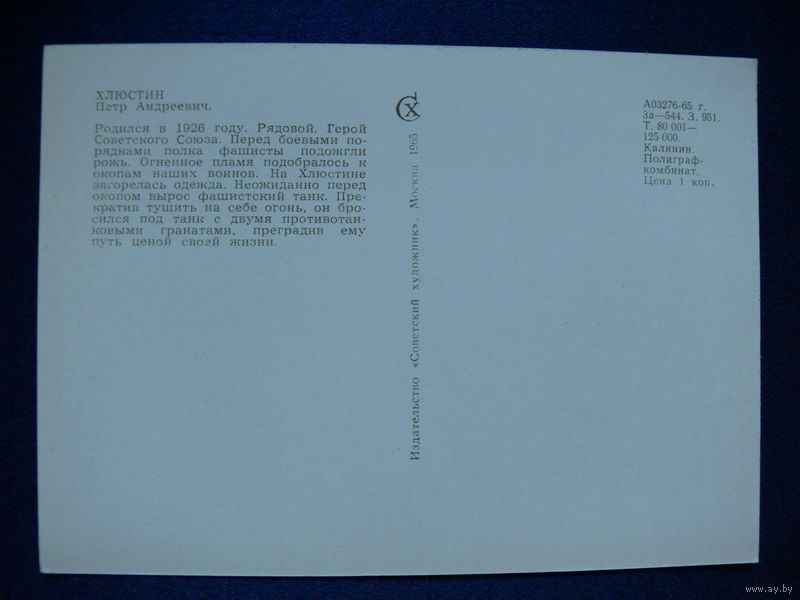 ХЛЮСТИН
Петр Андреевич.
Родился в 1926 году. Рядовой. Герой
Советского Союза. Перед боевыми по-
рядками полка фашисты подожгли
рожь. Огненное пламя подобралось к
окопам наших воинов. На Хлюстине
загорелась одежда. Неожиданно перед
окопом вырос фашистский танк. Пре-
кратив тушить на себе огонь, он бро-
сился под танк с двумя противотан-
ковыми гранатами, преградив ему
путь ценой своей жизни.
СХ
Издательство «Советский художник». Москва 1965
А03276-65 г.
За—544. З. 951.
Т. 80 001—
125 000.
Калинин.
Полиграф-
комбинат.
Цена 1 коп.
www.ay.by